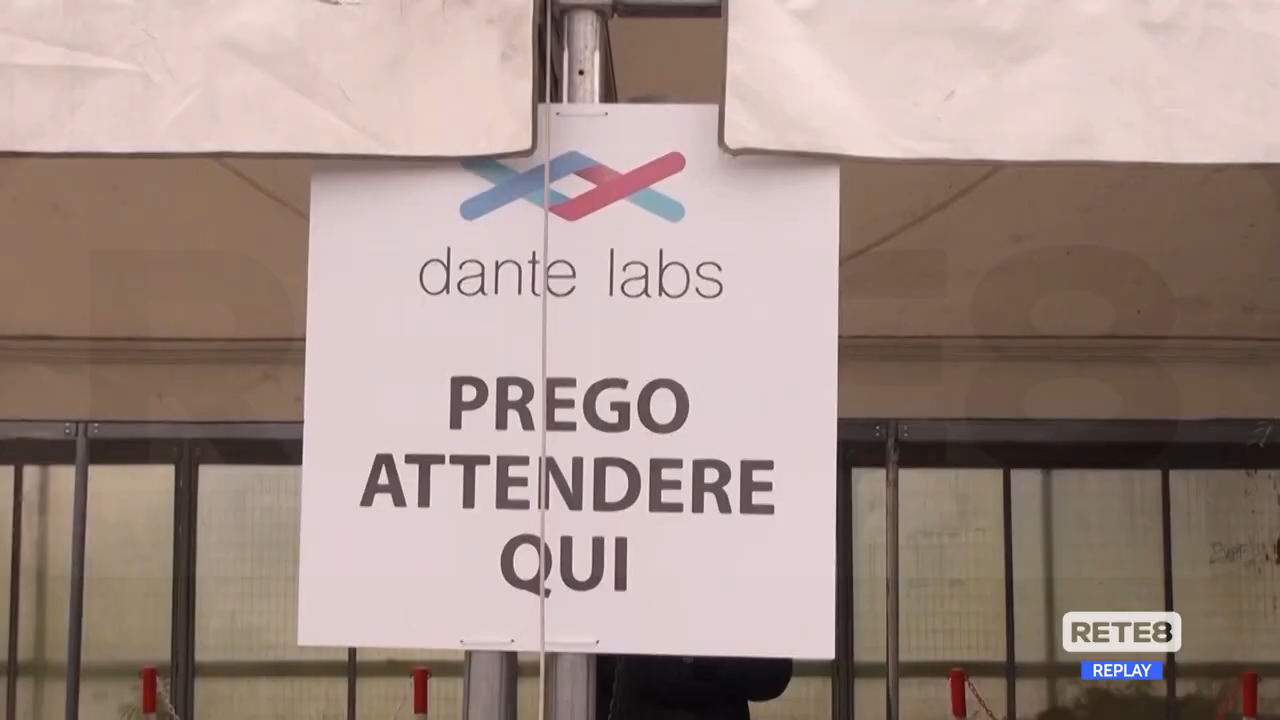 dante labs
PREGO
ATTENDERE
QUI
RETE8
REPLAY